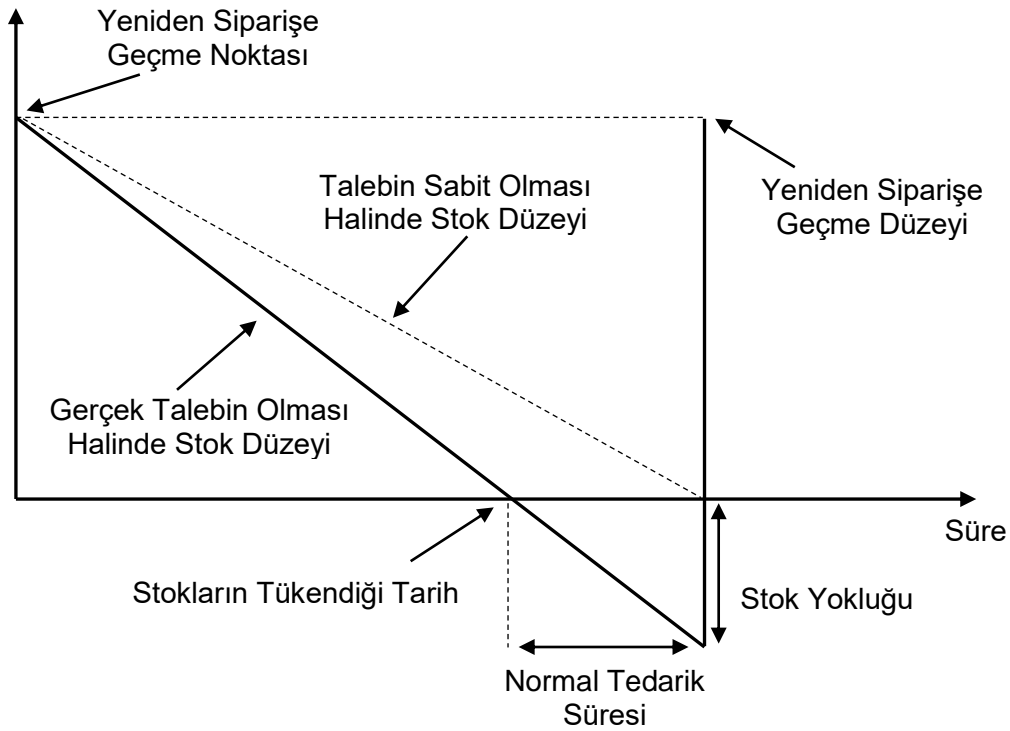 Yeniden Siparişe
Geçme Noktası
Talebin Sabit Olması
Halinde Stok Düzeyi
Yeniden Siparişe
Geçme Düzeyi
Gerçek Talebin Olması
Halinde Stok Düzeyi
Süre
Stokların Tükendiği Tarih
Stok Yokluğu
Normal Tedarik
Süresi